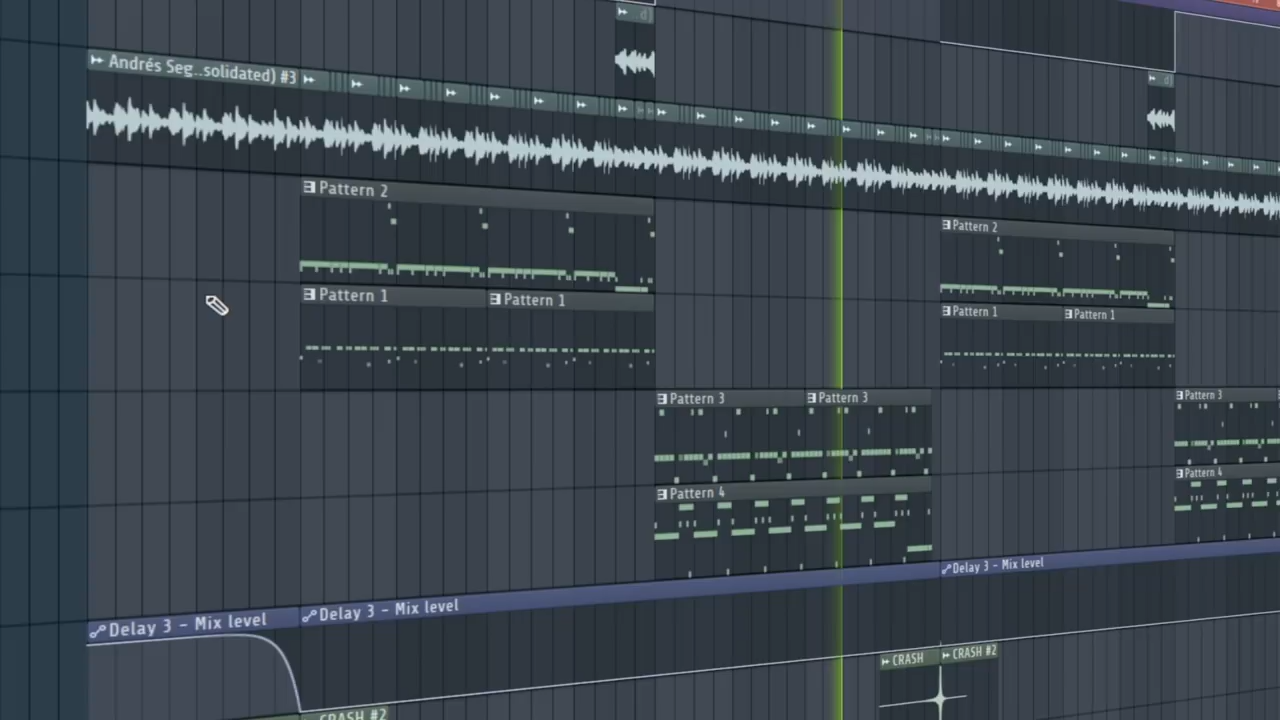 Andrés Seg..solidated) #3
Pattern 2
Pattern 2
Pattern 1
Pattern 1
Pattern 1
Pattern 1
Pattern 3
Pattern 3
Pattern 3
Pattern 4
Pattern 4
Delay 3 - Mix level
Delay 3 - Mix level
Delay 3 - Mix level
CRASH
CRASH #2
CRASH #2